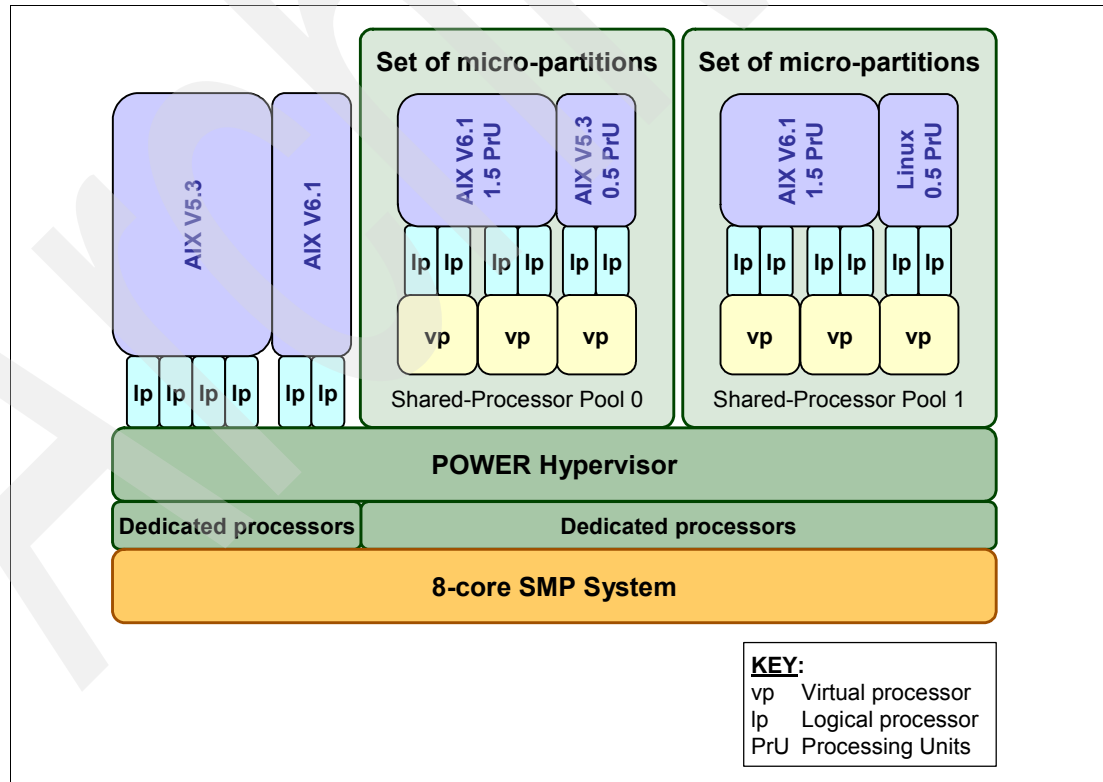 Set of micro-partitions
Set of micro-partitions
AIX V5.3
AIX V6.1
AIX V6.1
1.5 PrU
AIX V5.3
0.5 PrU
AIX V6.1
1.5 PrU
Linux
0.5 PrU
lp lp lp lp lp lp
lp lp lp lp lp lp
vp vp vp
vp vp vp
lp lp lp lp lp lp
Shared-Processor Pool 0
Shared-Processor Pool 1
POWER Hypervisor
Dedicated processors
Dedicated processors
8-core SMP System
KEY:
vp Virtual processor
lp Logical processor
PrU Processing Units